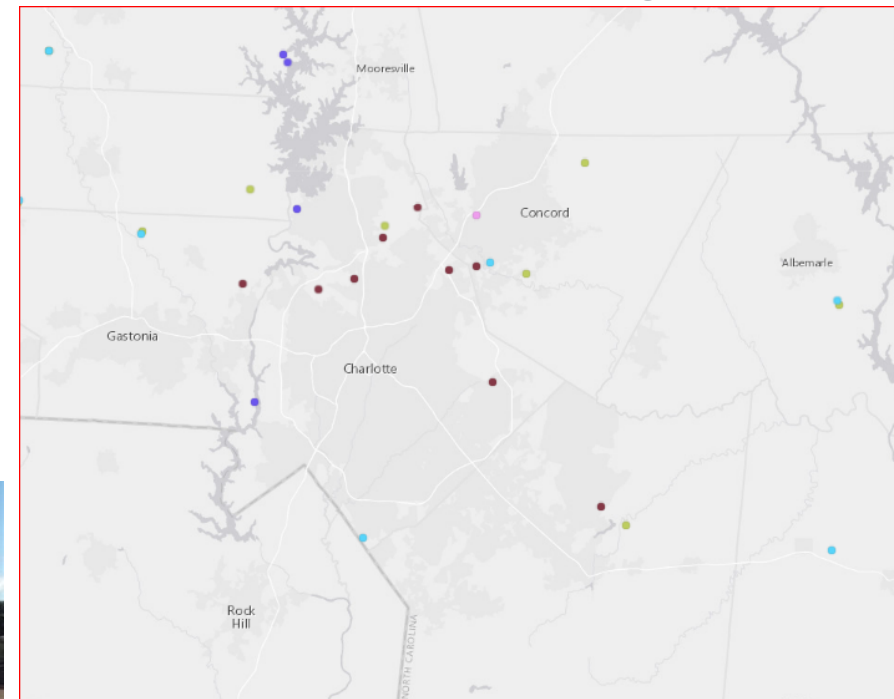 Mooresville
Concord
Albemarle
Gastonia
Charlotte
Rock
Hill
NORTH CAROLINA